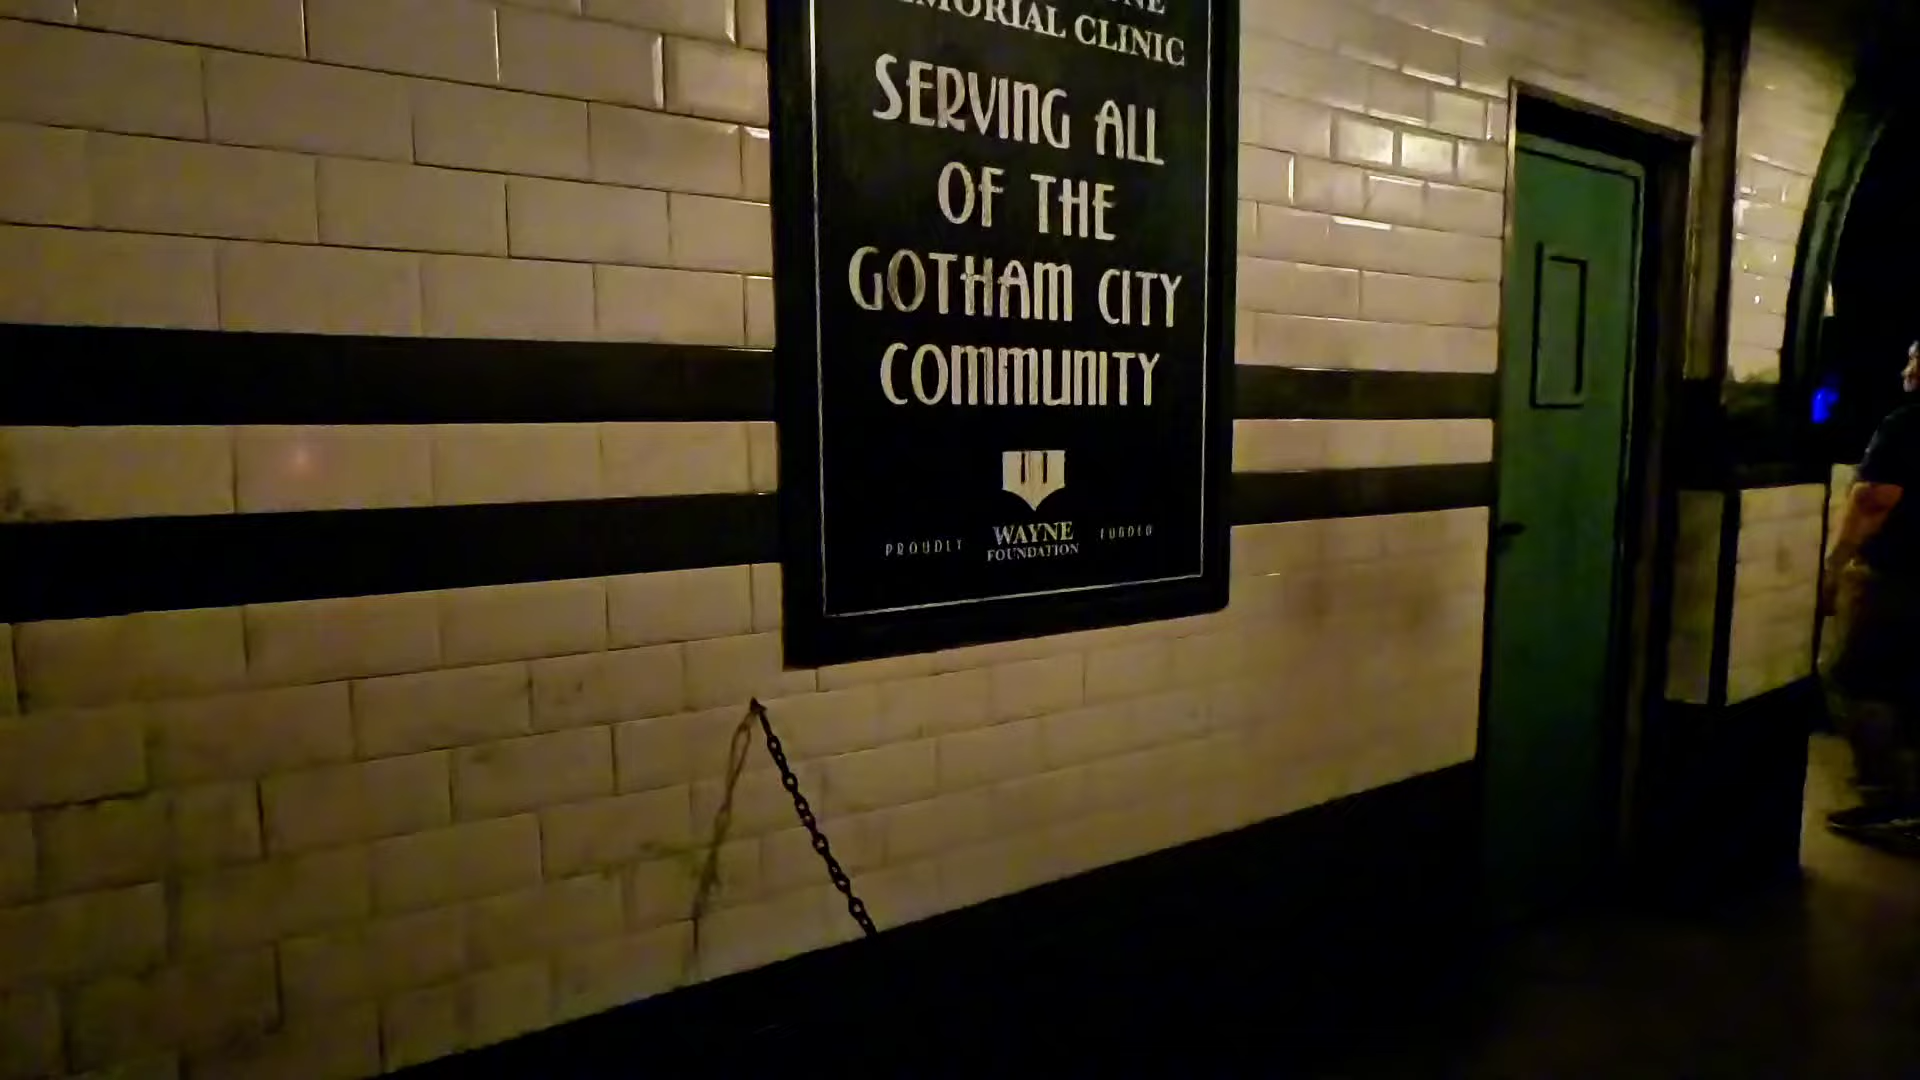 MORIAL CLINIC
SERVING ALL
OF THE
GOTHAM CITY
COMMUNITY
PROUDLY WAYNE FUNDED
FOUNDATION